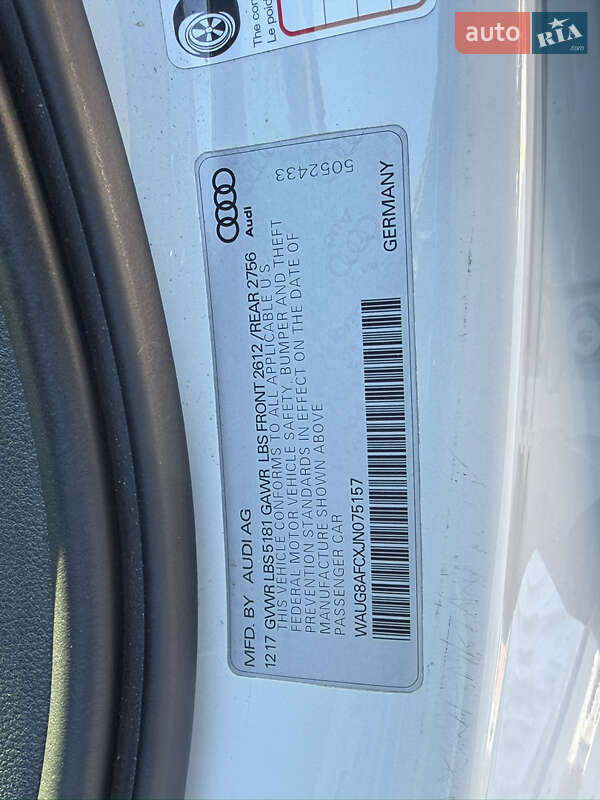 auto RIA .com
The con
Le poid
MFD. BY AUDI AG
Audi
12 17 GVWR LBS 5181 GAWR LBS FRONT 2612 /REAR 2756
THIS VEHICLE CONFORMS TO ALL APPLICABLE U.S.
FEDERAL MOTOR VEHICLE SAFETY, BUMPER AND THEFT
PREVENTION STANDARDS IN EFFECT ON THE DATE OF
MANUFACTURE SHOWN ABOVE
PASSENGER CAR
5052433
WAUG8AFCXJN075157
GERMANY